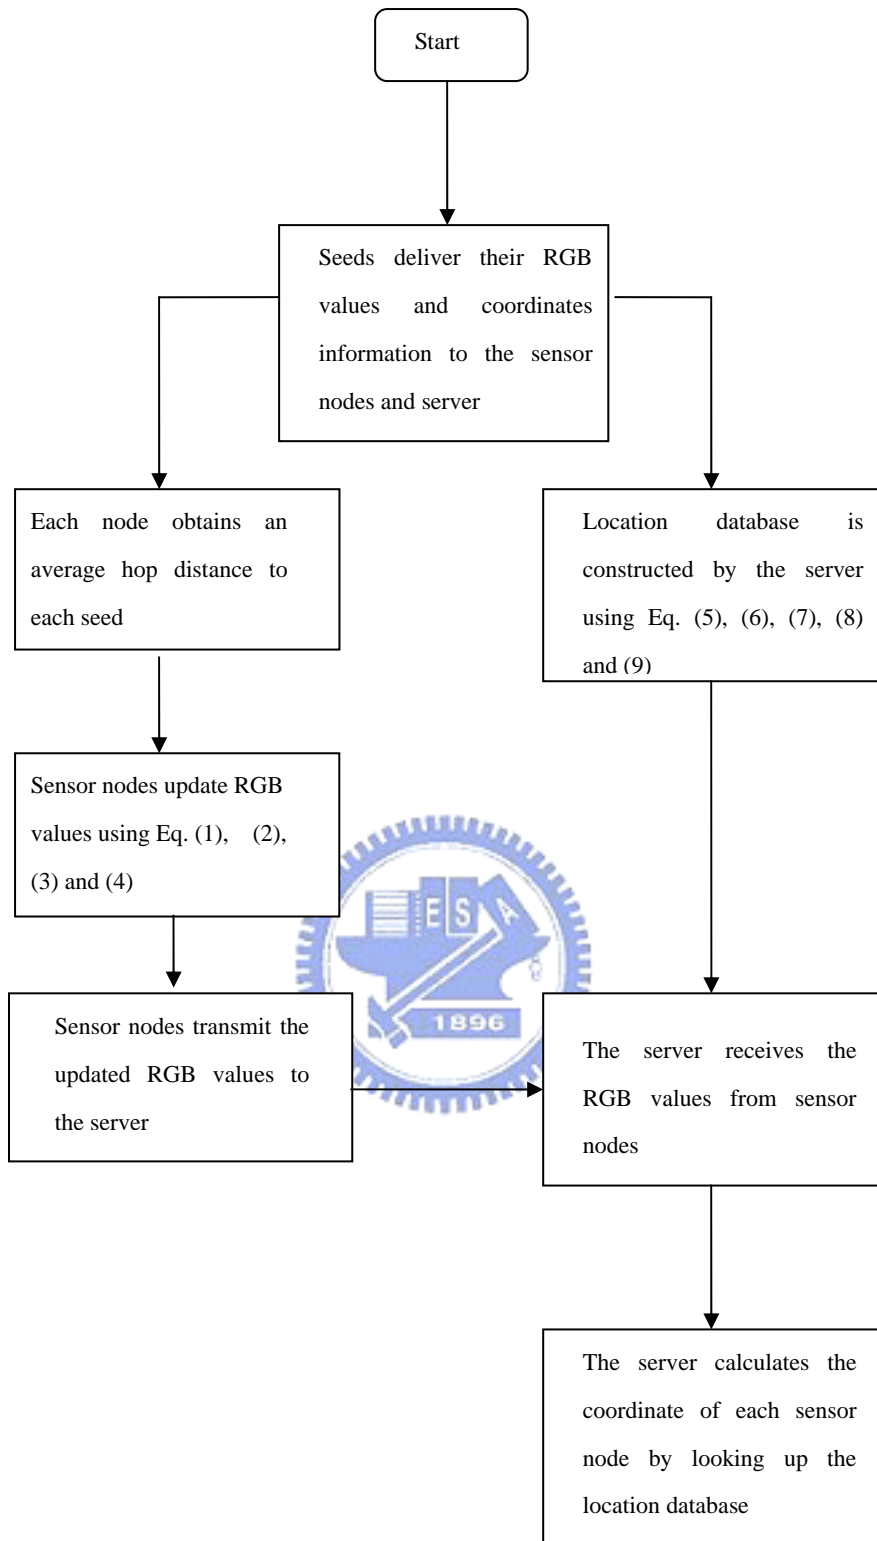 Start
Seeds deliver their RGB
values and coordinates
information to the sensor
nodes and server
Each node obtains an
average hop distance to
each seed
Location database is
constructed by the server
using Eq. (5), (6), (7), (8)
and (9)
Sensor nodes update RGB
values using Eq. (1), (2),
(3) and (4)
E S A
1896
Sensor nodes transmit the
updated RGB values to
the server
The server receives the
RGB values from sensor
nodes
The server calculates the
coordinate of each sensor
node by looking up the
location database